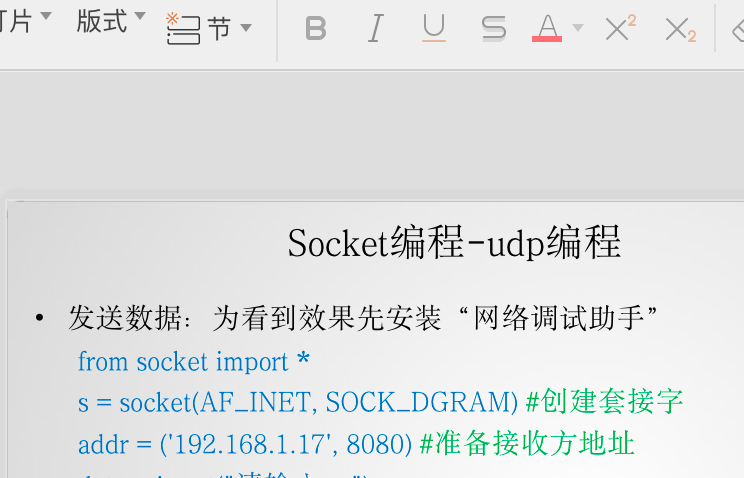 版式 节 B I U S A X² X₂
Socket编程-udp编程
• 发送数据：为看到效果先安装“网络调试助手”
from socket import *
s = socket(AF_INET, SOCK_DGRAM) #创建套接字
addr = ('192.168.1.17', 8080) #准备接收方地址